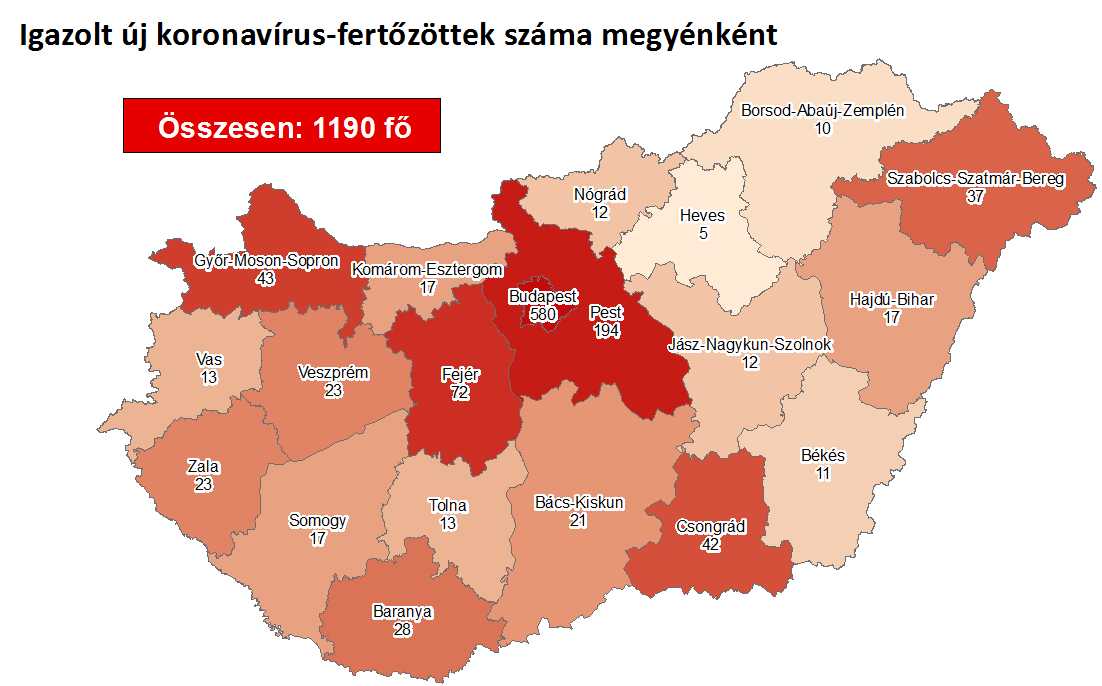 Igazolt új koronavírus-fertőzöttek száma megyénként
Összesen: 1190 fő
Borsod-Abaúj-Zemplén
10
Szabolcs-Szatmár-Bereg
37
Nógrád
12
Heves
5
Győr-Moson-Sopron
43
Komárom-Esztergom
17
Budapest
580
Pest
194
Hajdú-Bihar
17
Jász-Nagykun-Szolnok
12
Vas
13
Veszprém
23
Fejér
72
Zala
23
Békés
11
Somogy
17
Tolna
13
Bács-Kiskun
21
Csongrád
42
Baranya
28